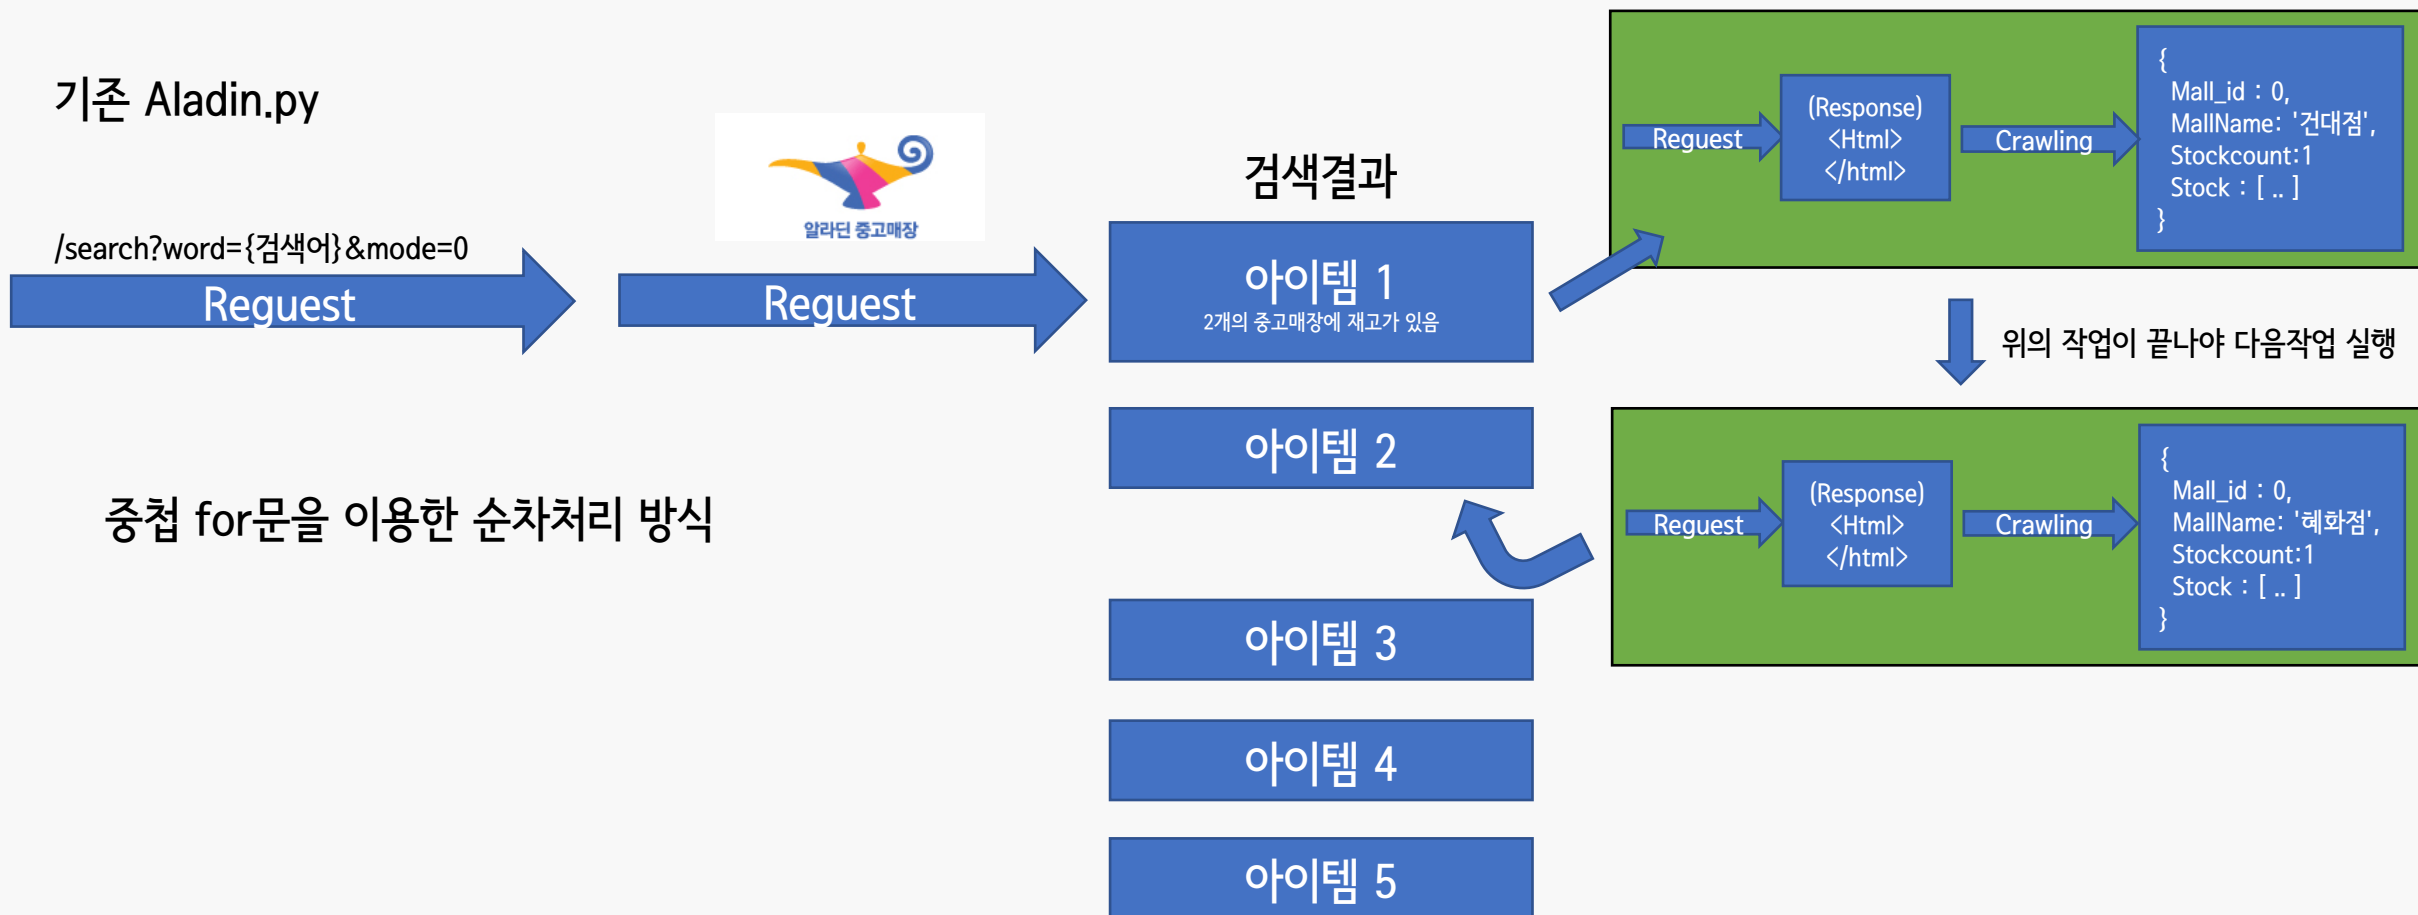 기존 Aladin.py
/search?word={검색어}&mode=0
Reguest
알라딘 중고매장
Reguest
중첩 for문을 이용한 순차처리 방식
검색결과
아이템 1
2개의 중고매장에 재고가 있음
아이템 2
아이템 3
아이템 4
아이템 5
Reguest
(Response)
<Html>
</html>
Crawling
{
Mall_id : 0,
MallName: '건대점',
Stockcount:1
Stock : [ .. ]
}
위의 작업이 끝나야 다음작업 실행
Reguest
(Response)
<Html>
</html>
Crawling
{
Mall_id : 0,
MallName: '혜화점',
Stockcount:1
Stock : [ .. ]
}